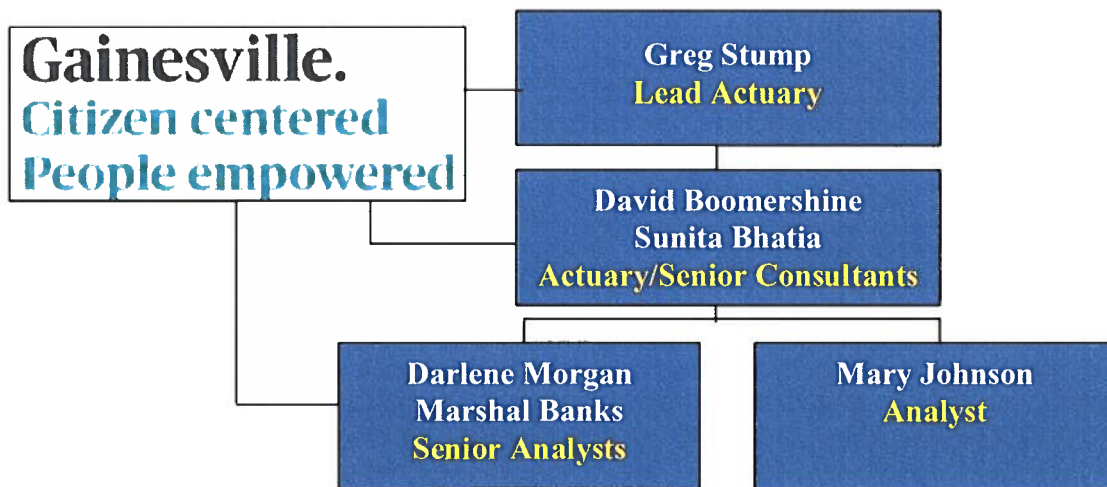 Gainesville.
Citizen centered
People empowered
Greg Stump
Lead Actuary
David Boomershine
Sunita Bhatia
Actuary/Senior Consultants
Darlene Morgan
Marshal Banks
Senior Analysts
Mary Johnson
Analyst